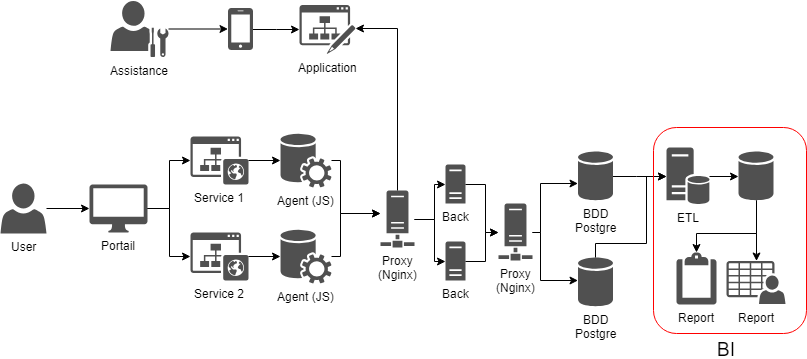 Assistance
Application
Service 1
Agent (JS)
User
Portail
Service 2
Agent (JS)
Proxy
(Nginx)
Back
Back
Proxy
(Nginx)
BDD
Postgre
BDD
Postgre
ETL
Report
Report
BI